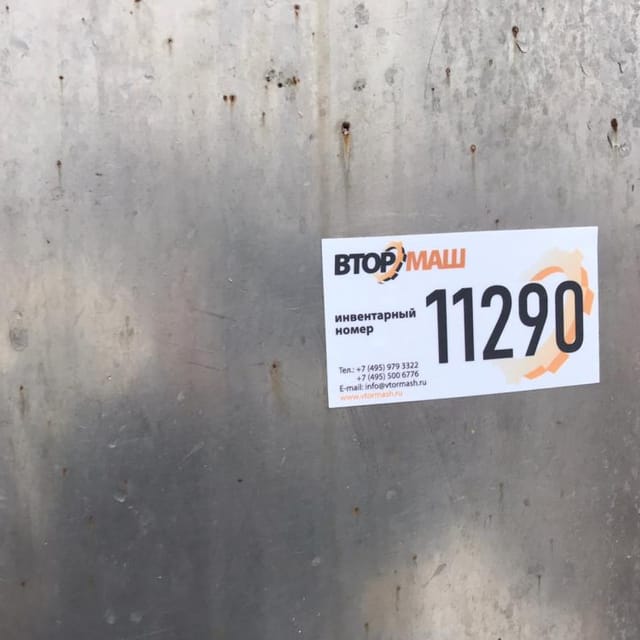 ВТОРМАШ
инвентарный
номер
11290
Тел.: +7 (495) 979 3322
+7 (495) 500 6776
E-mail: info@vtormash.ru
www.vtormash.ru